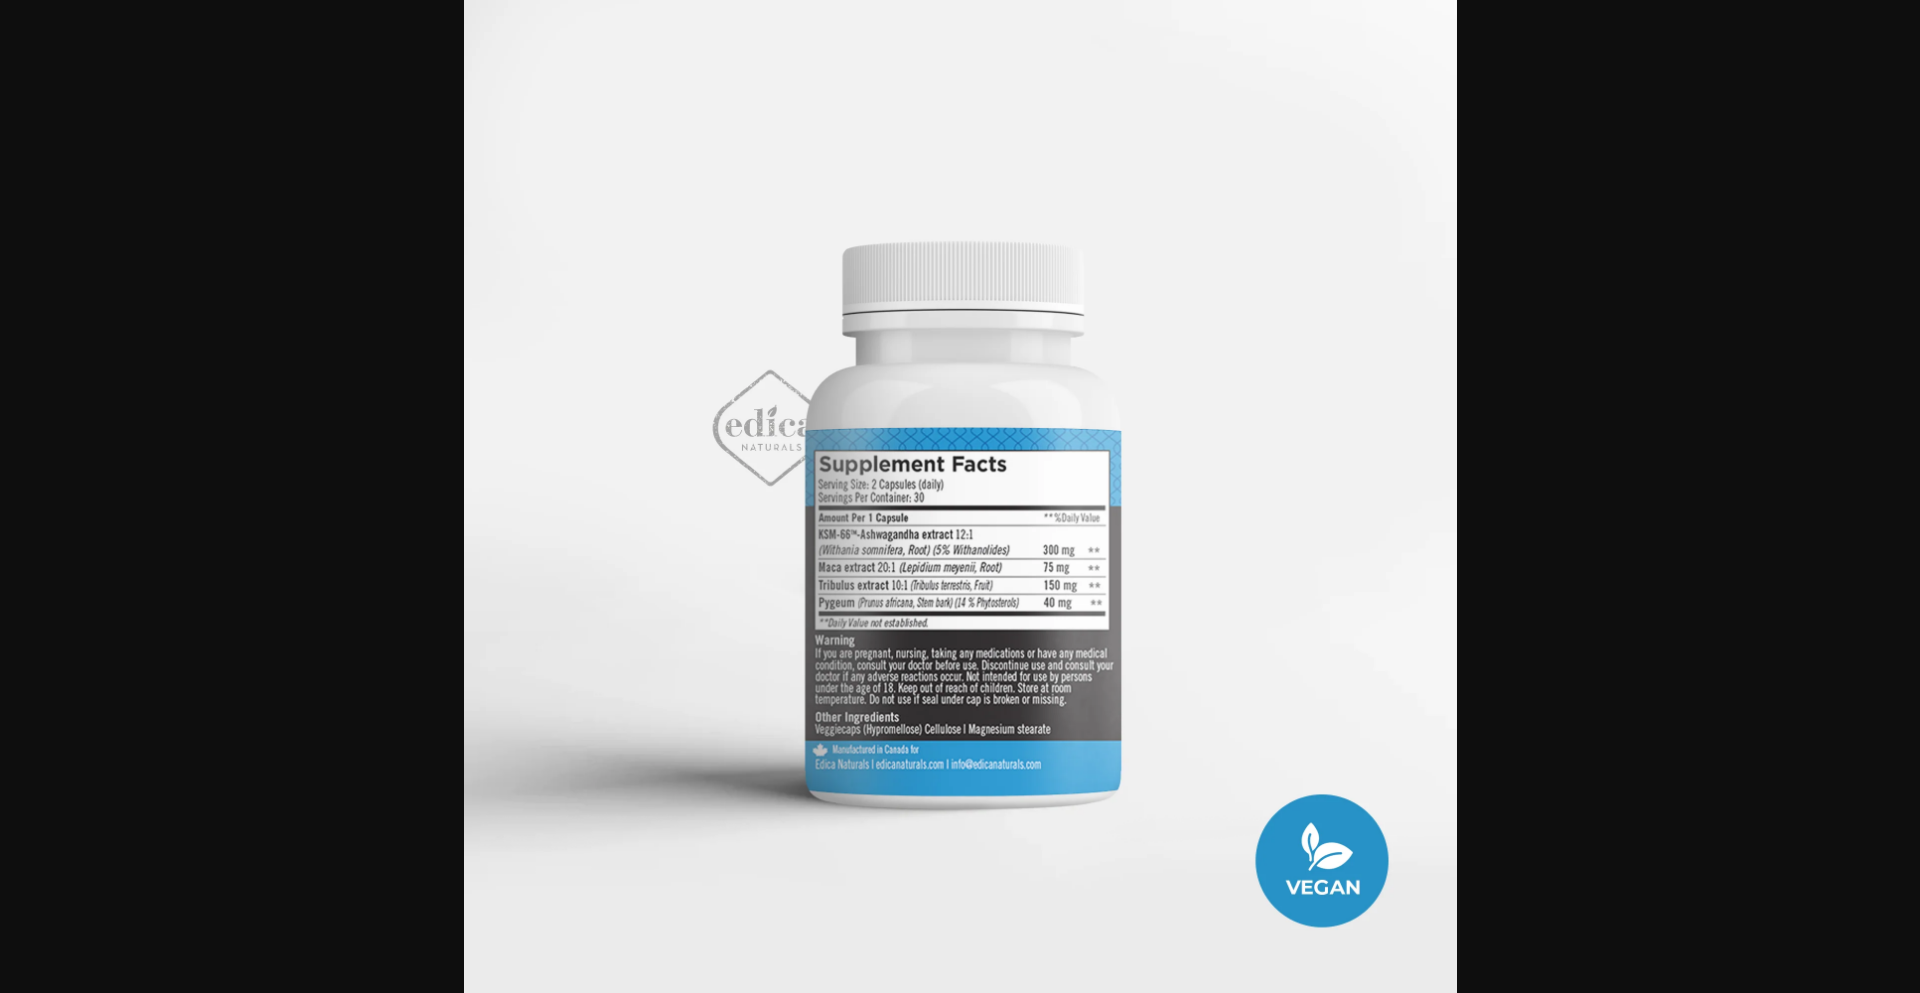 edica
NATURALS
Supplement Facts
Serving Size: 2 Capsules (daily)
Servings Per Container: 30
Amount Per 1 Capsule **%Daily Value
KSM-66™-Ashwagandha extract 12:1
(Withania somnifera, Root) (5% Withanolides) 300 mg **
Maca extract 20:1 (Lepidium meyenii, Root) 75 mg **
Tribulus extract 10:1 (Tribulus terrestris, Fruit) 150 mg **
Pygeum (Prunus africana, Stem bark) (14 % Phytosterols) 40 mg **
**Daily Value not established.
Warning
If you are pregnant, nursing, taking any medications or have any medical
condition, consult your doctor before use. Discontinue use and consult your
doctor if any adverse reactions occur. Not intended for use by persons
under the age of 18. Keep out of reach of children. Store at room
temperature. Do not use if seal under cap is broken or missing.
Other Ingredients
Veggiecaps (Hypromellose) Cellulose | Magnesium stearate
Manufactured in Canada for
Edica Naturals | edicanaturals.com | info@edicanaturals.com
VEGAN